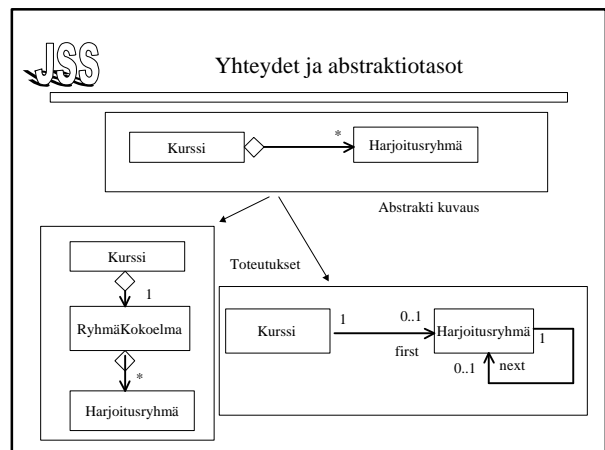 JSS
Yhteydet ja abstraktiotasot
Kurssi
*
Harjoitusryhmä
Abstrakti kuvaus
Toteutukset
Kurssi
1
RyhmäKokoelma
*
Harjoitusryhmä
Kurssi
1
0..1
first
Harjoitusryhmä
1
0..1
next